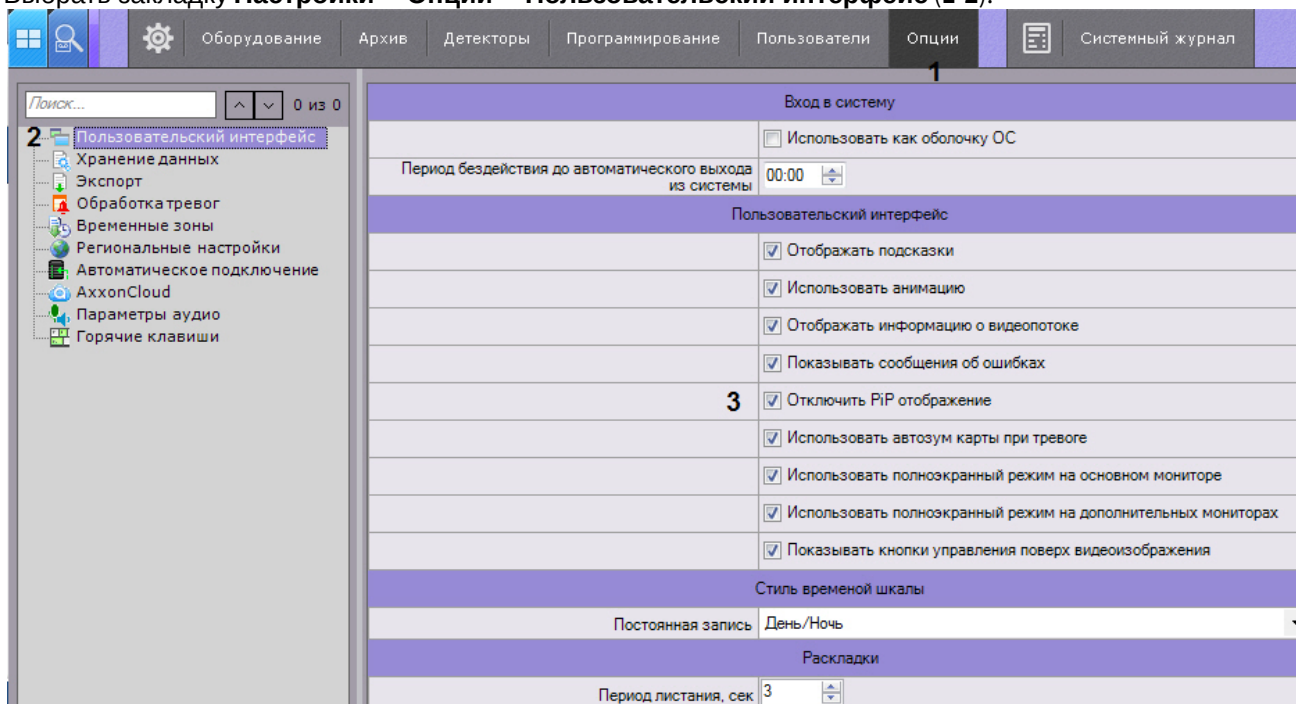 Выбрать закладку Настройки – Опции – Пользовательский интерфейс (1-2).
Оборудование Архив Детекторы Программирование Пользователи Опции Системный журнал
1
Поиск... 0 из 0
2 Пользовательский интерфейс
Хранение данных
Экспорт
Обработка тревог
Временные зоны
Региональные настройки
Автоматическое подключение
AxxonCloud
Параметры аудио
Горячие клавиши
Вход в систему
Использовать как оболочку ОС
Период бездействия до автоматического выхода
из системы
00:00
Пользовательский интерфейс
Отображать подсказки
Использовать анимацию
Отображать информацию о видеопотоке
Показывать сообщения об ошибках
3 Отключить PiP отображение
Использовать автозум карты при тревоге
Использовать полноэкранный режим на основном мониторе
Использовать полноэкранный режим на дополнительных мониторах
Показывать кнопки управления поверх видеоизображения
Стиль временой шкалы
Постоянная запись День/Ночь
Раскладки
Период листания, сек 3